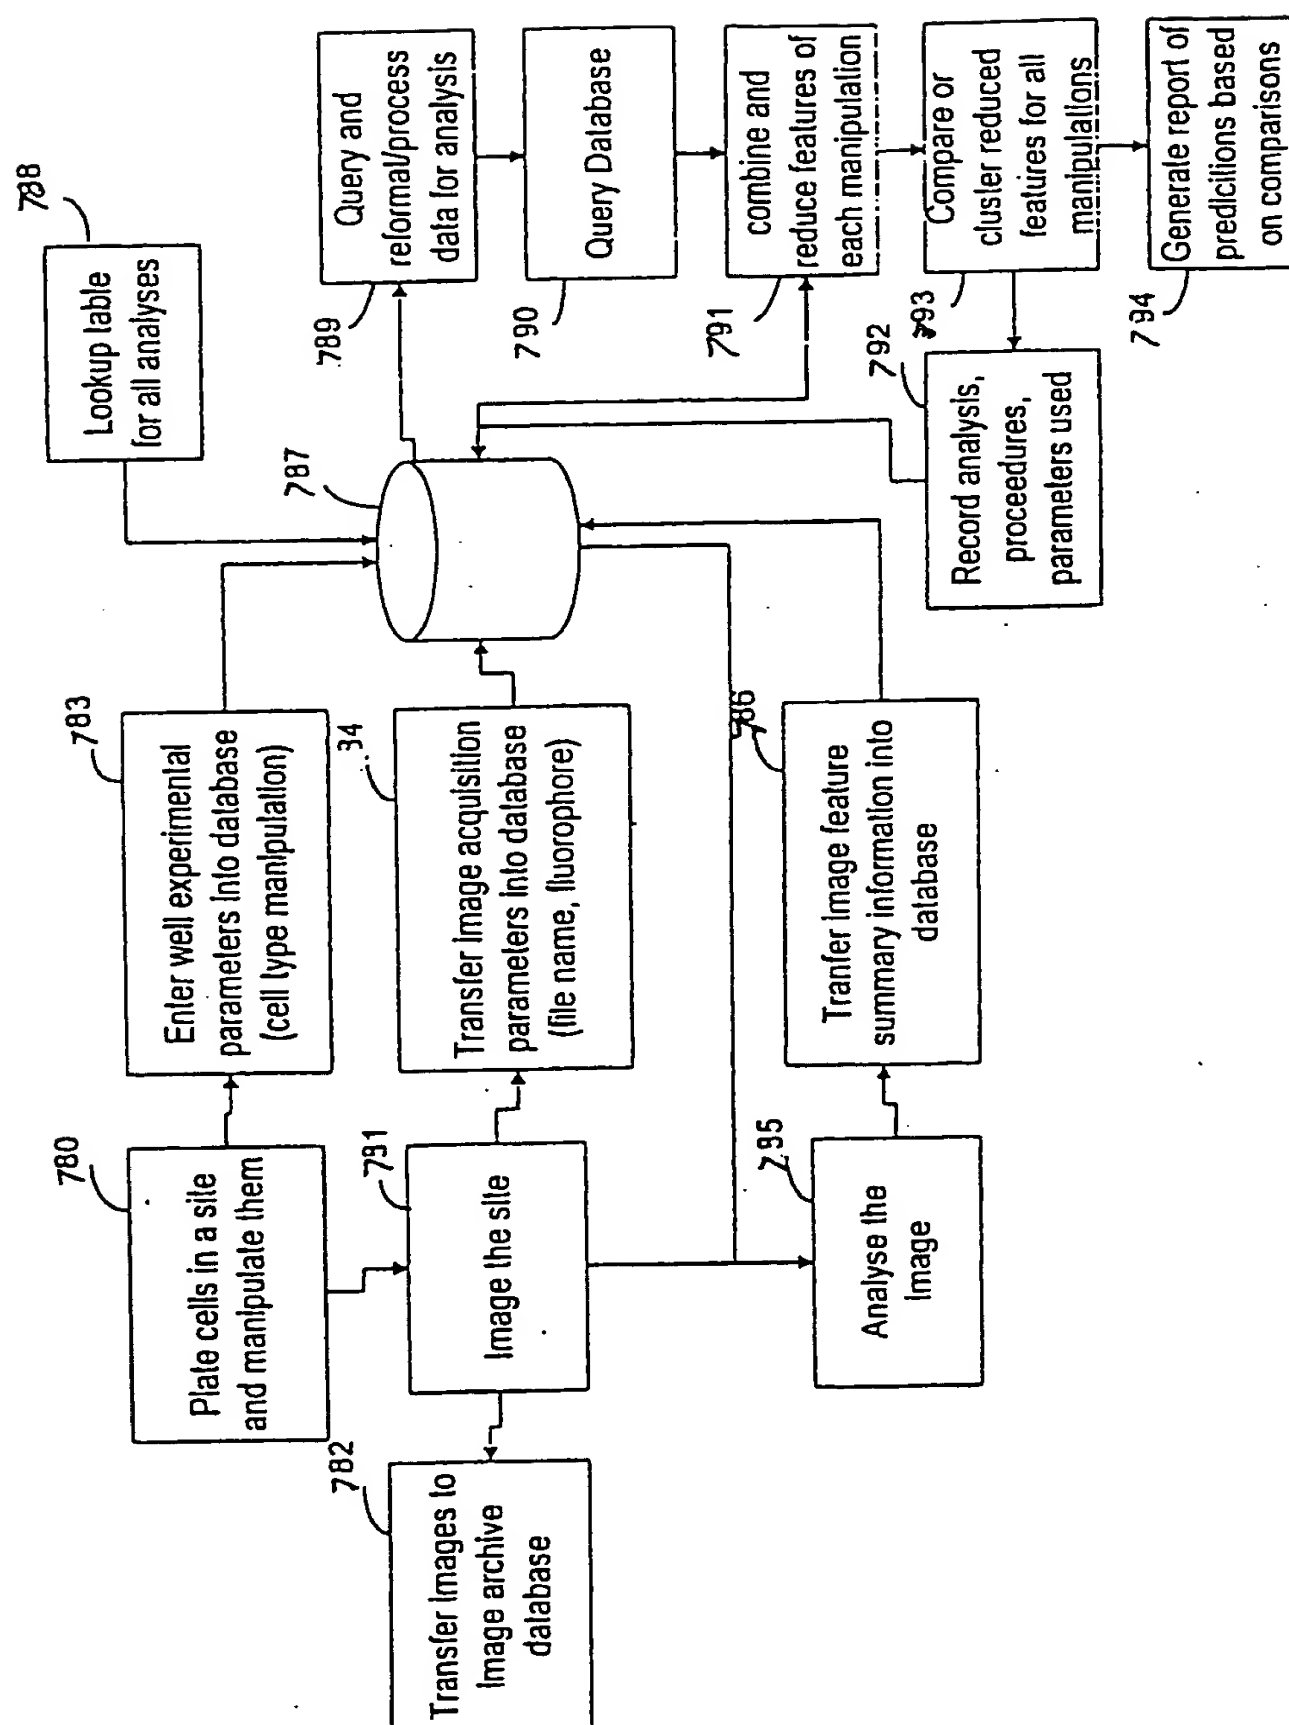 780
Plate cells in a site
and manipulate them
783
Enter well experimental
parameters into database
(cell type manipulation)
788
Lookup table
for all analyses
782
Transfer Images to
Image archive
database
791
Image the site
34
Transfer Image acquisition
parameters into database
(file name, fluorophore)
787
789
Query and
reformal/process
data for analysis
790
Query Database
791
combine and
reduce features of
each manipulation
793
Compare or
cluster reduced
features for all
manipulations
794
Generate report of
predicitions based
on comparisons
792
Record analysis,
proceedures,
parameters used
795
Analyse the
Image
786
Tranfer Image feature
summary information into
database